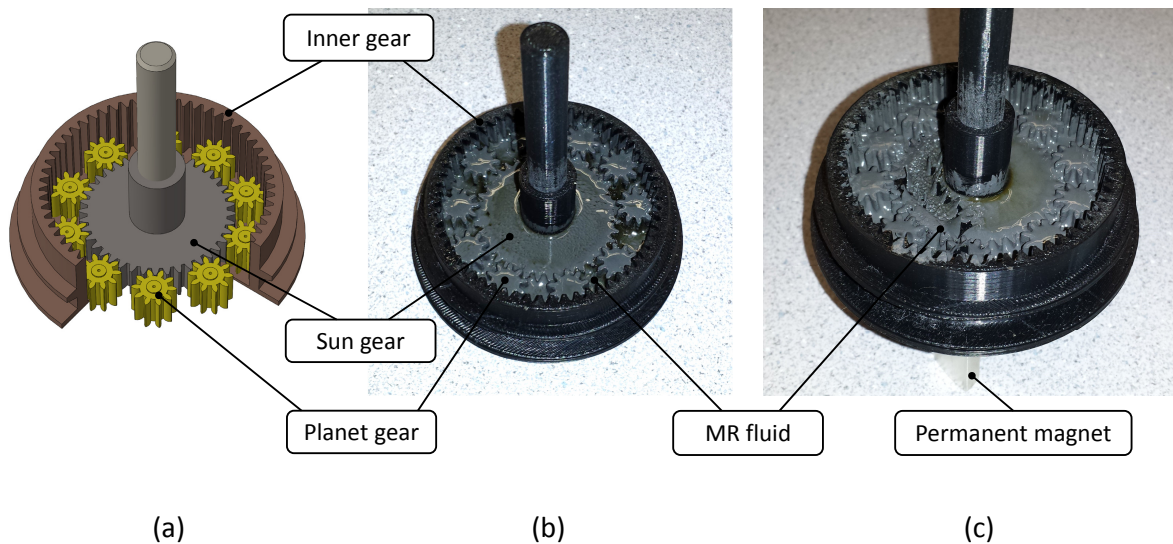 Inner gear
Sun gear
Planet gear
MR fluid
Permanent magnet
(a)
(b)
(c)